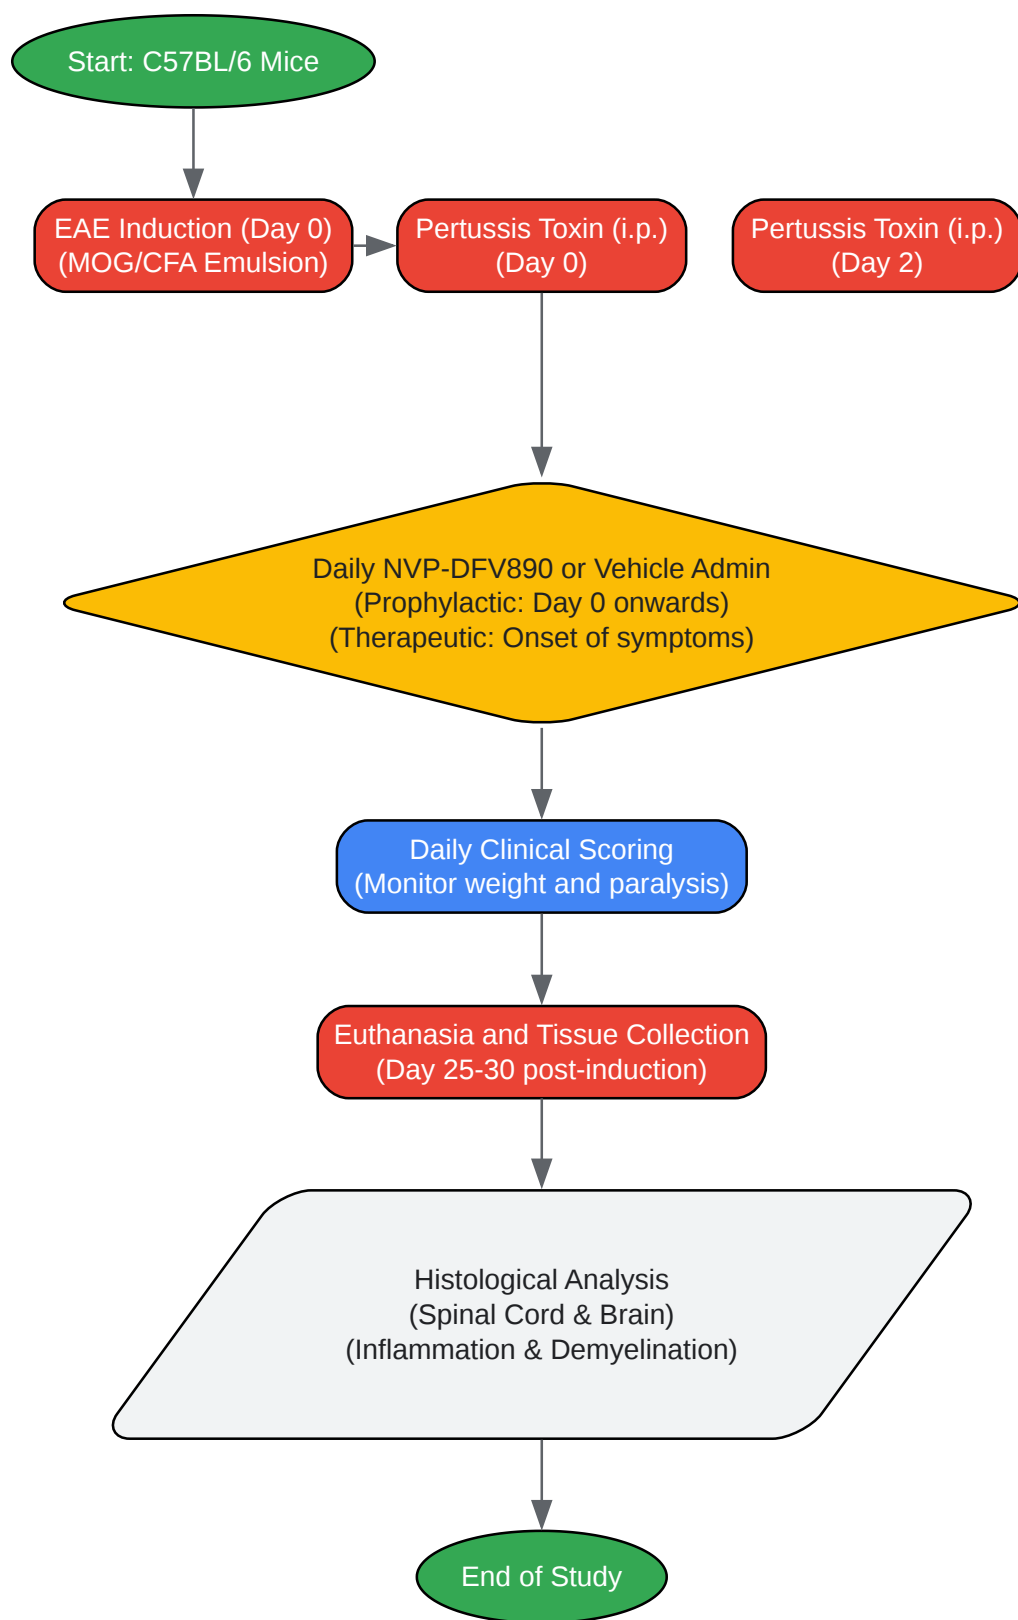 Start: C57BL/6 Mice
EAE Induction (Day 0)
(MOG/CFA Emulsion)
Pertussis Toxin (i.p.)
(Day 0)
Pertussis Toxin (i.p.)
(Day 2)
Daily NVP-DFV890 or Vehicle Admin
(Prophylactic: Day 0 onwards)
(Therapeutic: Onset of symptoms)
Daily Clinical Scoring
(Monitor weight and paralysis)
Euthanasia and Tissue Collection
(Day 25-30 post-induction)
Histological Analysis
(Spinal Cord & Brain)
(Inflammation & Demyelination)
End of Study